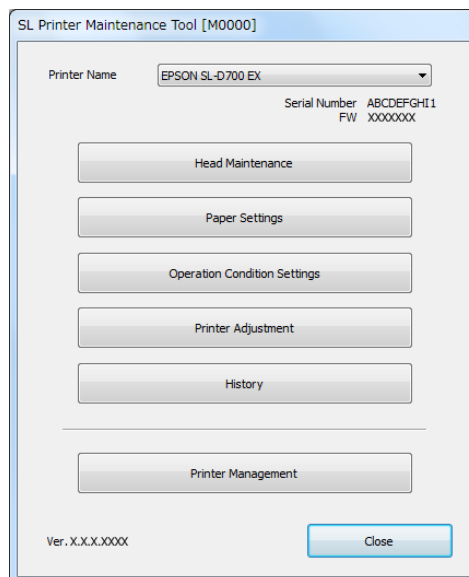 SL Printer Maintenance Tool [M0000]
Printer Name EPSON SL-D700 EX
Serial Number ABCDEFGHI1
FW XXXXXXX
Head Maintenance
Paper Settings
Operation Condition Settings
Printer Adjustment
History
Printer Management
Ver.X.X.X.XXXX Close